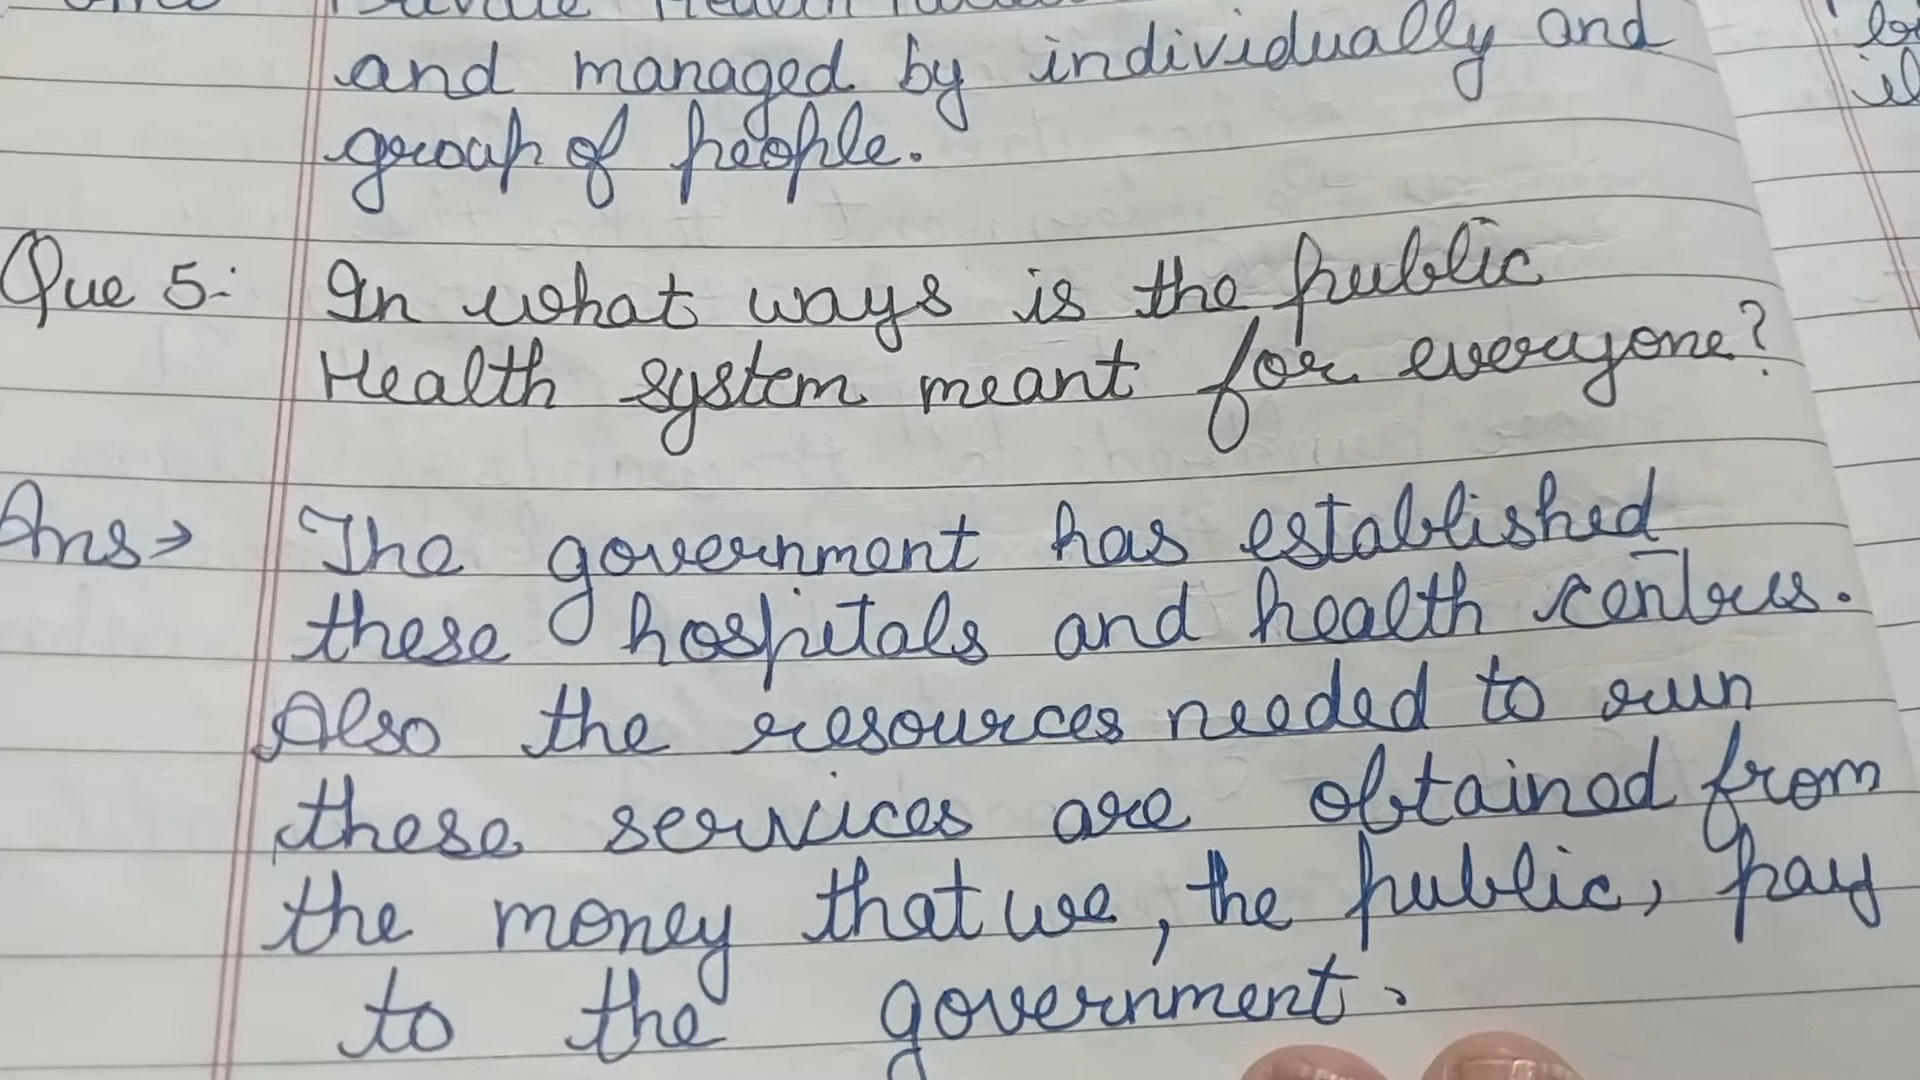 Private Health
and managed by individually and
group of people.
Que 5:- In what ways is the public
Health system meant for everyone?
Ans→ The government has established
these hospitals and health centres.
Also the resources needed to run
these services are obtained from
the money that we, the public, pay
to the government.